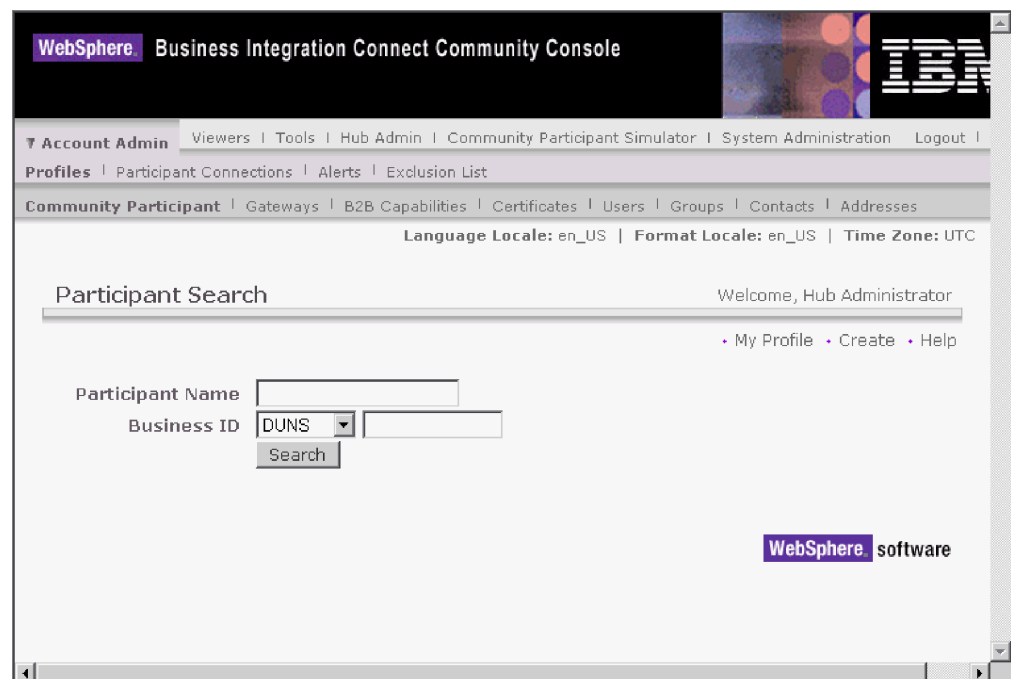 WebSphere. Business Integration Connect Community Console
IBM
Account Admin Viewers | Tools | Hub Admin | Community Participant Simulator | System Administration Logout |
Profiles | Participant Connections | Alerts | Exclusion List
Community Participant | Gateways | B2B Capabilities | Certificates | Users | Groups | Contacts | Addresses
Language Locale: en_US | Format Locale: en_US | Time Zone: UTC
Participant Search Welcome, Hub Administrator
• My Profile • Create • Help
Participant Name
Business ID DUNS
Search
WebSphere. software